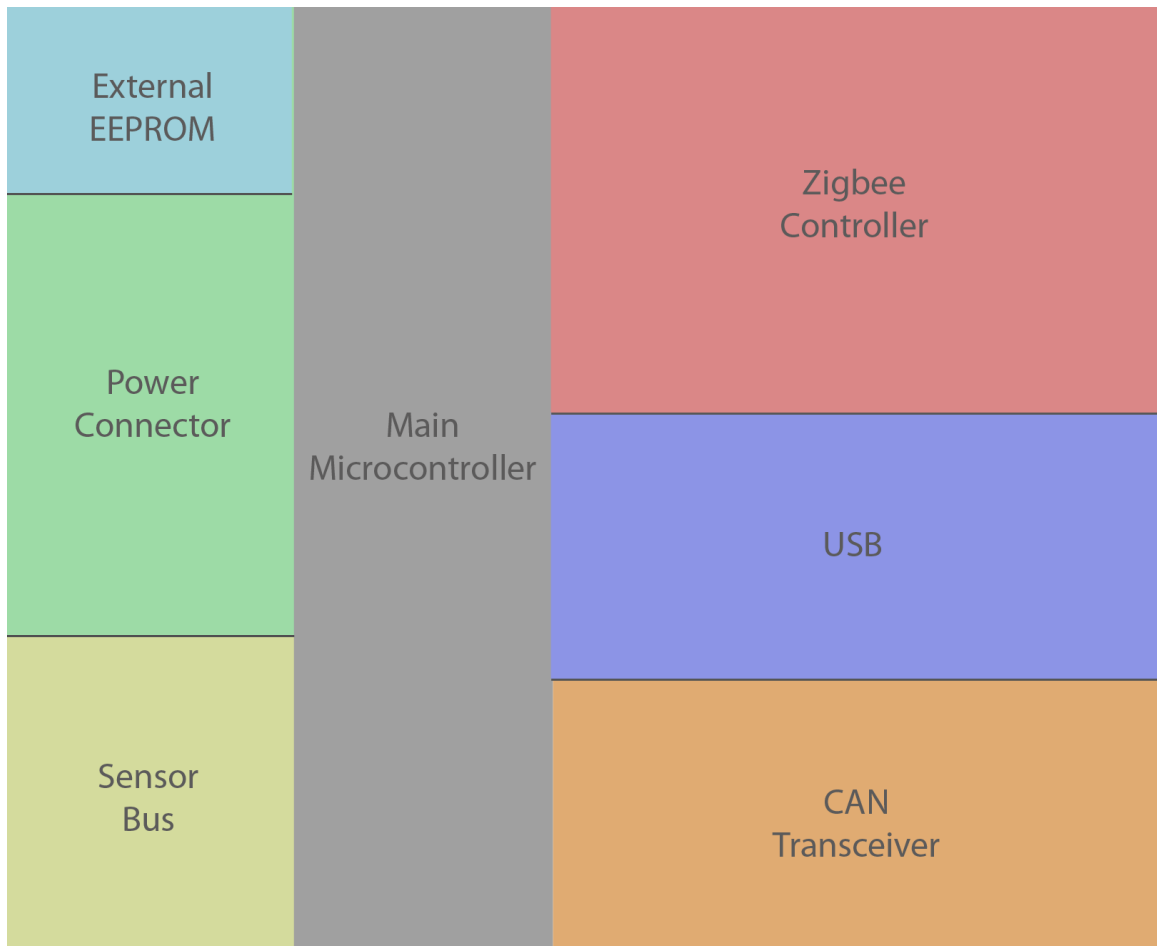 External
EEPROM
Power
Connector
Sensor
Bus
Main
Microcontroller
Zigbee
Controller
USB
CAN
Transceiver